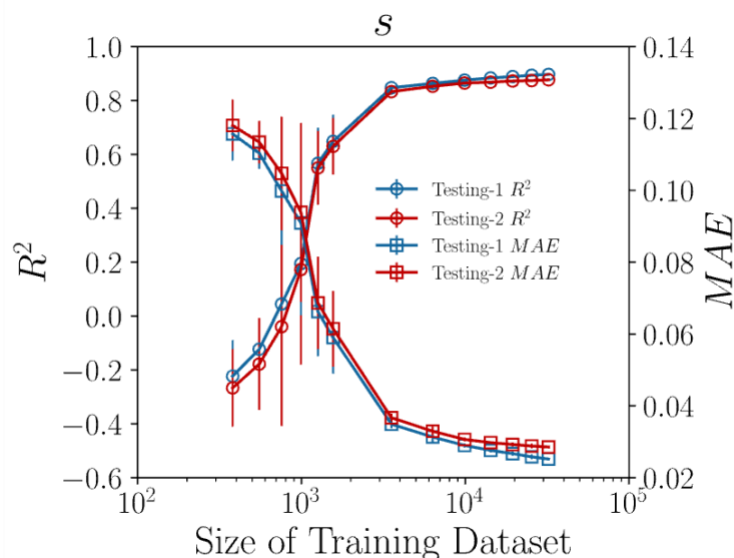 s
1.0
0.8
0.6
0.4
0.2
0.0
−0.2
−0.4
−0.6
R²
0.14
0.12
0.10
0.08
0.06
0.04
0.02
MAE
Testing-1 R²
Testing-2 R²
Testing-1 MAE
Testing-2 MAE
10² 10³ 10⁴ 10⁵
Size of Training Dataset